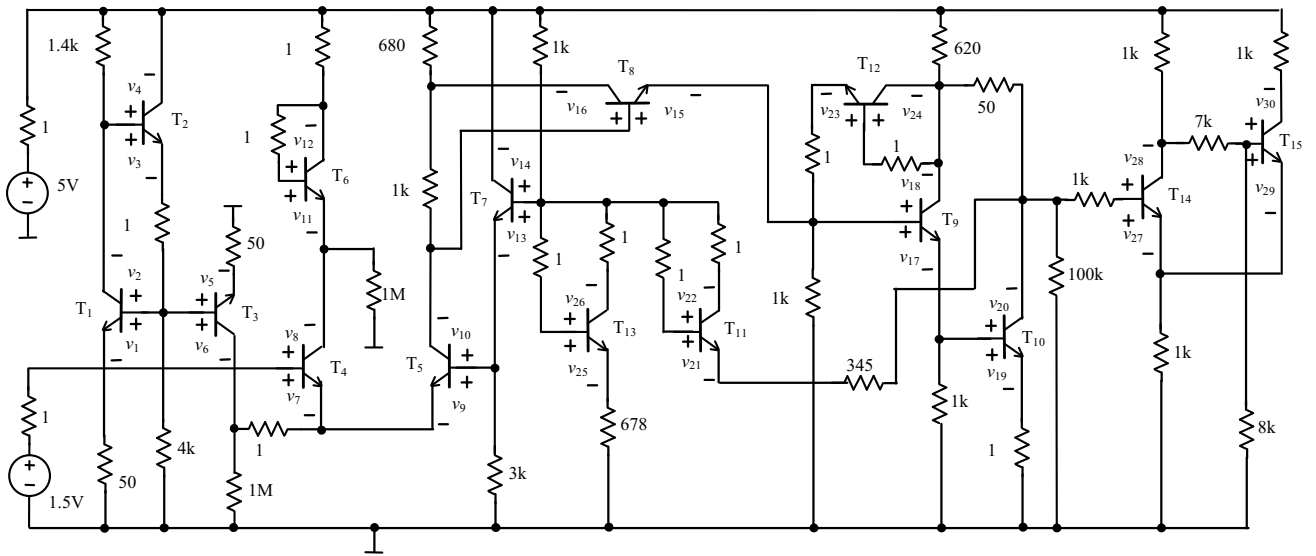 1.4k
1
680
1k
620
1k
1k
v4
T2
T8
T12
v30
v16
v15
v23
v24
50
1
5V
v3
1
v12
T6
v14
1
1
v18
v28
7k
T15
1k
T7
v13
v11
v29
1
50
T9
1k
T14
v27
v17
v2
v5
1
1
1
1
1M
1k
100k
T1
v1
T3
v6
v8
v10
v26
v22
v20
T4
T5
T13
T11
T10
v7
v9
v25
v21
v19
345
1k
1
1k
4k
1
678
8k
50
1M
3k
1
1.5V